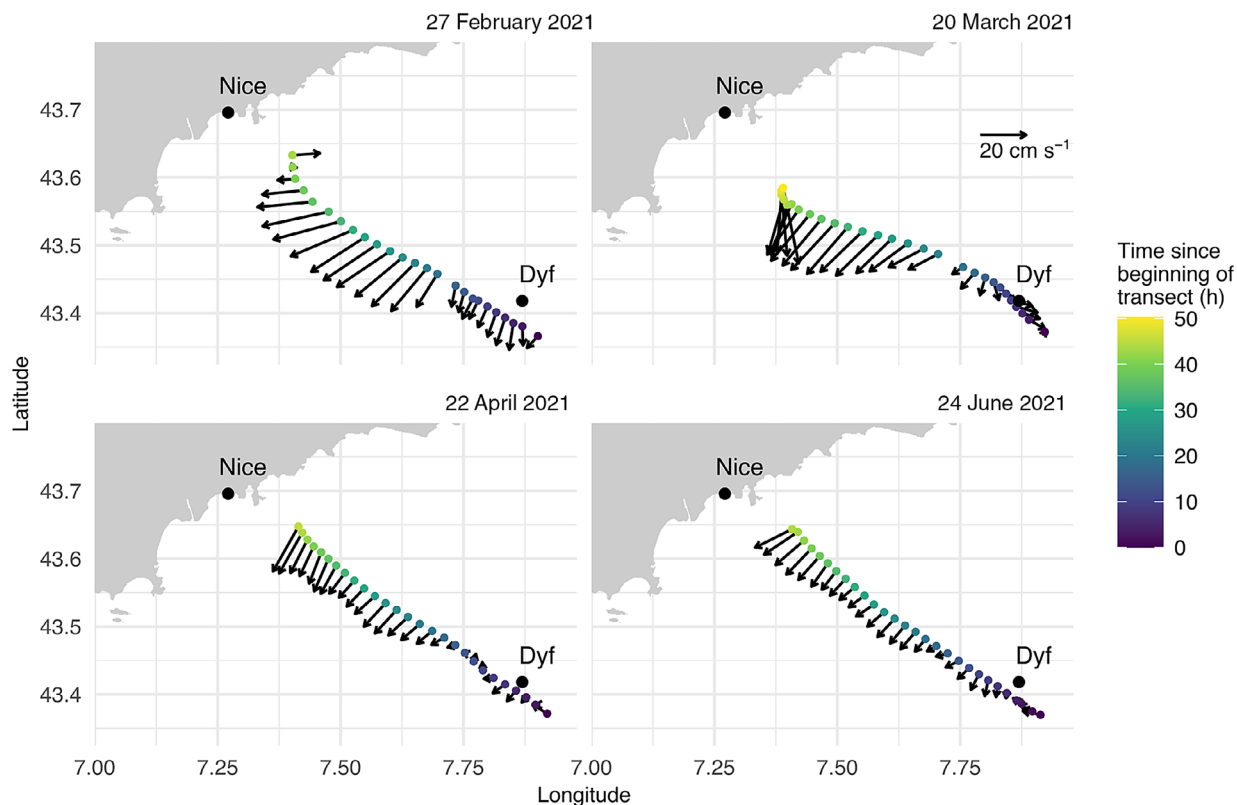 27 February 2021
20 March 2021
Nice
Dyf
Nice
20 cm s⁻¹
Dyf
43.7
43.6
43.5
43.4
22 April 2021
24 June 2021
Nice
Dyf
Nice
Dyf
43.7
43.6
43.5
43.4
7.00
7.25
7.50
7.75
7.25
7.50
7.75
Latitude
Longitude
Time since
beginning of
transect (h)
50
40
30
20
10
0